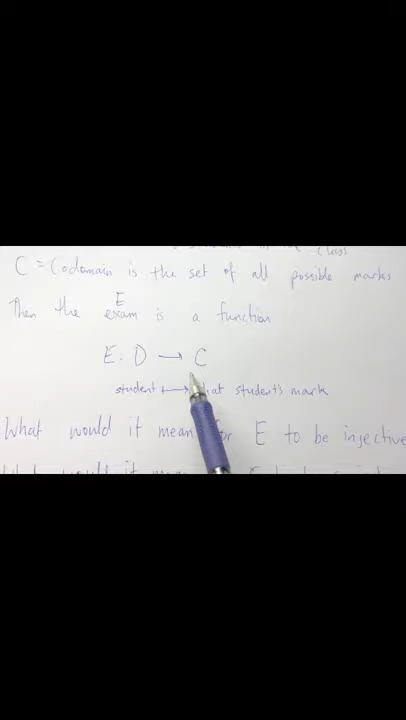 class
C = Codomain is the set of all possible marks
E
Then the exam is a function
E: D → C
student ↦ that student's mark
What would it mean for E to be injective